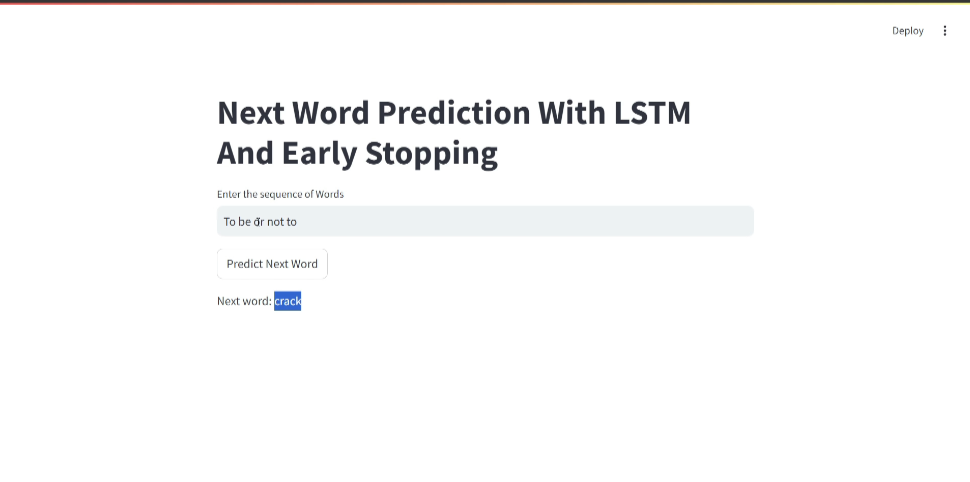 Deploy
Next Word Prediction With LSTM
And Early Stopping
Enter the sequence of Words
To be or not to
Predict Next Word
Next word: crack